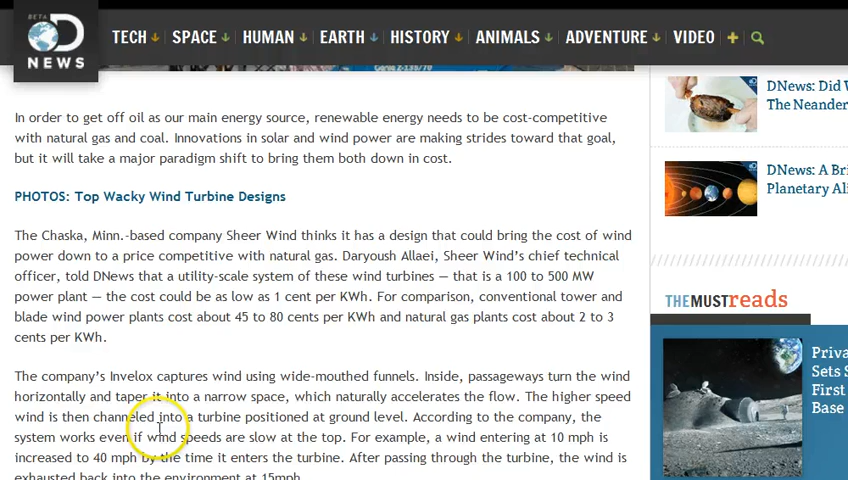 BETA
D
NEWS
TECH SPACE HUMAN EARTH HISTORY ANIMALS ADVENTURE VIDEO +
In order to get off oil as our main energy source, renewable energy needs to be cost-competitive
with natural gas and coal. Innovations in solar and wind power are making strides toward that goal,
but it will take a major paradigm shift to bring them both down in cost.
PHOTOS: Top Wacky Wind Turbine Designs
The Chaska, Minn.-based company Sheer Wind thinks it has a design that could bring the cost of wind
power down to a price competitive with natural gas. Daryoush Allaei, Sheer Wind's chief technical
officer, told DNews that a utility-scale system of these wind turbines — that is a 100 to 500 MW
power plant — the cost could be as low as 1 cent per KWh. For comparison, conventional tower and
blade wind power plants cost about 45 to 80 cents per KWh and natural gas plants cost about 2 to 3
cents per KWh.
The company's Invelox captures wind using wide-mouthed funnels. Inside, passageways turn the wind
horizontally and taper it into a narrow space, which naturally accelerates the flow. The higher speed
wind is then channeled into a turbine positioned at ground level. According to the company, the
system works even if wind speeds are slow at the top. For example, a wind entering at 10 mph is
increased to 40 mph by the time it enters the turbine. After passing through the turbine, the wind is
exhausted back into the environment at 15mph.
DNews: Did
The Neander
DNews: A Bri
Planetary Ali
THEMUSTreads
Priva
Sets S
First
Base